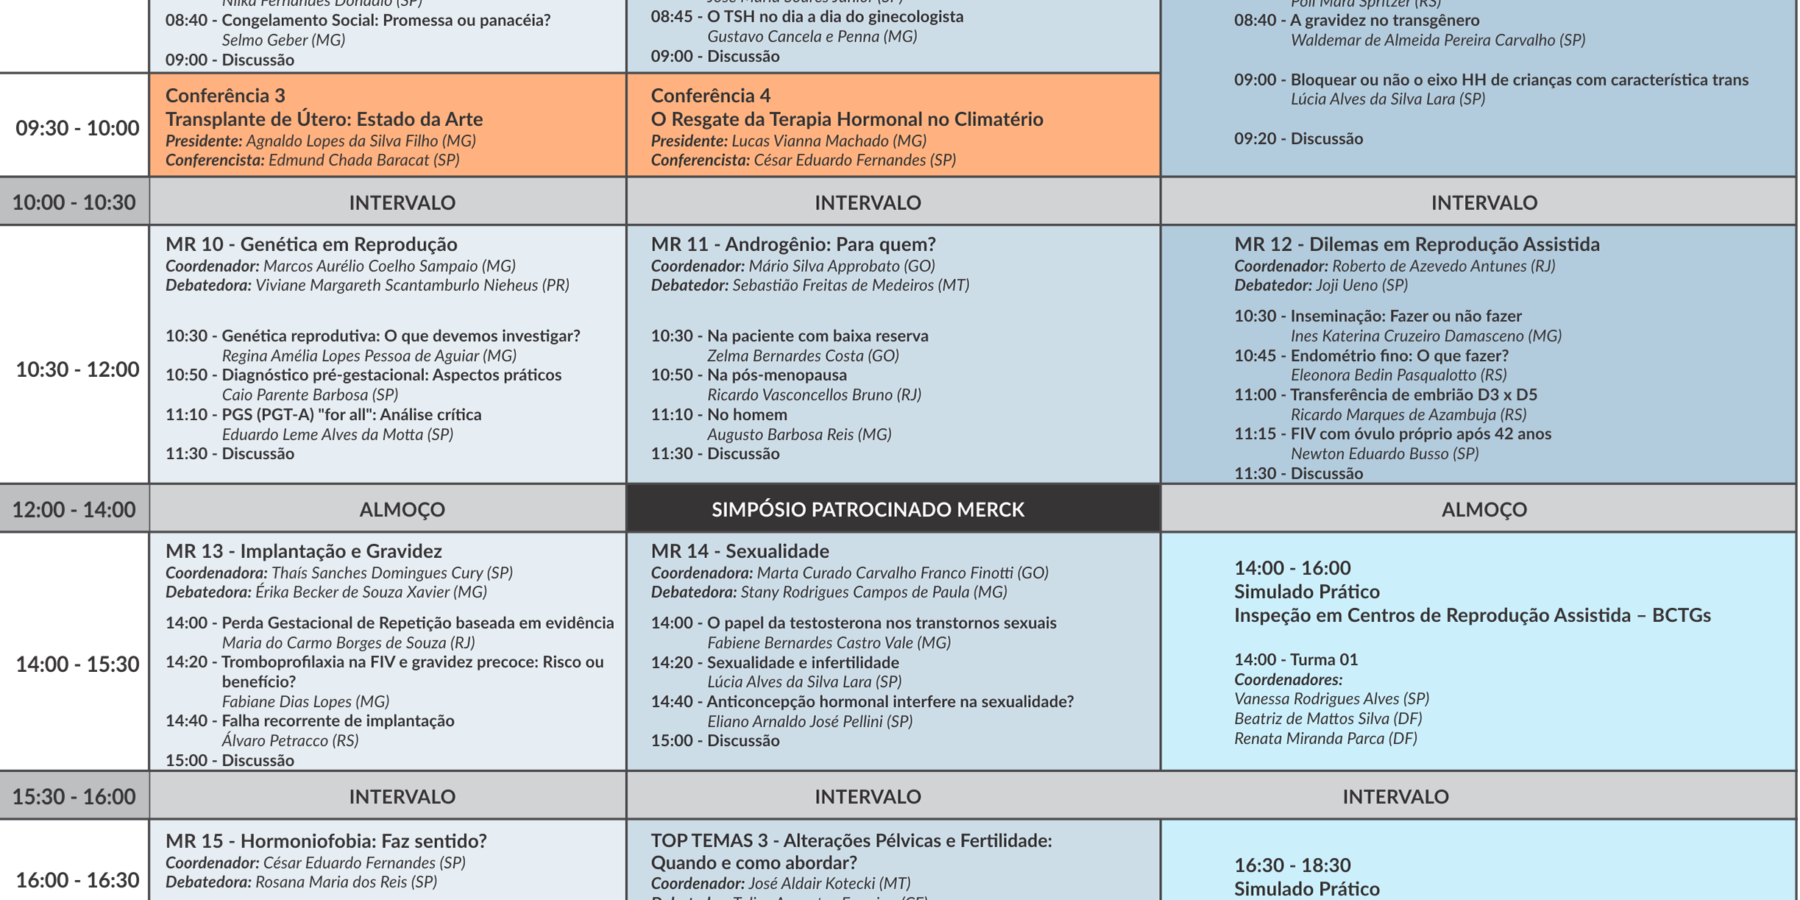 Nilka Fernandes Donadio (SP)
08:40 - Congelamento Social: Promessa ou panacéia?
Selmo Geber (MG)
09:00 - Discussão
José Maria Soares Júnior (SP)
08:45 - O TSH no dia a dia do ginecologista
Gustavo Cancela e Penna (MG)
09:00 - Discussão
Poli Mara Spritzer (RS)
08:40 - A gravidez no transgênero
Waldemar de Almeida Pereira Carvalho (SP)
09:00 - Bloquear ou não o eixo HH de crianças com característica trans
Lúcia Alves da Silva Lara (SP)
09:20 - Discussão
09:30 - 10:00
Conferência 3
Transplante de Útero: Estado da Arte
Presidente: Agnaldo Lopes da Silva Filho (MG)
Conferencista: Edmund Chada Baracat (SP)
Conferência 4
O Resgate da Terapia Hormonal no Climatério
Presidente: Lucas Vianna Machado (MG)
Conferencista: César Eduardo Fernandes (SP)
10:00 - 10:30
INTERVALO
INTERVALO
INTERVALO
10:30 - 12:00
MR 10 - Genética em Reprodução
Coordenador: Marcos Aurélio Coelho Sampaio (MG)
Debatedora: Viviane Margareth Scantamburlo Nieheus (PR)
10:30 - Genética reprodutiva: O que devemos investigar?
Regina Amélia Lopes Pessoa de Aguiar (MG)
10:50 - Diagnóstico pré-gestacional: Aspectos práticos
Caio Parente Barbosa (SP)
11:10 - PGS (PGT-A) "for all": Análise crítica
Eduardo Leme Alves da Motta (SP)
11:30 - Discussão
MR 11 - Androgênio: Para quem?
Coordenador: Mário Silva Approbato (GO)
Debatedor: Sebastião Freitas de Medeiros (MT)
10:30 - Na paciente com baixa reserva
Zelma Bernardes Costa (GO)
10:50 - Na pós-menopausa
Ricardo Vasconcellos Bruno (RJ)
11:10 - No homem
Augusto Barbosa Reis (MG)
11:30 - Discussão
MR 12 - Dilemas em Reprodução Assistida
Coordenador: Roberto de Azevedo Antunes (RJ)
Debatedor: Joji Ueno (SP)
10:30 - Inseminação: Fazer ou não fazer
Ines Katerina Cruzeiro Damasceno (MG)
10:45 - Endométrio fino: O que fazer?
Eleonora Bedin Pasqualotto (RS)
11:00 - Transferência de embrião D3 x D5
Ricardo Marques de Azambuja (RS)
11:15 - FIV com óvulo próprio após 42 anos
Newton Eduardo Busso (SP)
11:30 - Discussão
12:00 - 14:00
ALMOÇO
SIMPÓSIO PATROCINADO MERCK
ALMOÇO
14:00 - 15:30
MR 13 - Implantação e Gravidez
Coordenadora: Thaís Sanches Domingues Cury (SP)
Debatedora: Érika Becker de Souza Xavier (MG)
14:00 - Perda Gestacional de Repetição baseada em evidência
Maria do Carmo Borges de Souza (RJ)
14:20 - Tromboprofilaxia na FIV e gravidez precoce: Risco ou
benefício?
Fabiane Dias Lopes (MG)
14:40 - Falha recorrente de implantação
Álvaro Petracco (RS)
15:00 - Discussão
MR 14 - Sexualidade
Coordenadora: Marta Curado Carvalho Franco Finotti (GO)
Debatedora: Stany Rodrigues Campos de Paula (MG)
14:00 - O papel da testosterona nos transtornos sexuais
Fabiene Bernardes Castro Vale (MG)
14:20 - Sexualidade e infertilidade
Lúcia Alves da Silva Lara (SP)
14:40 - Anticoncepção hormonal interfere na sexualidade?
Eliano Arnaldo José Pellini (SP)
15:00 - Discussão
14:00 - 16:00
Simulado Prático
Inspeção em Centros de Reprodução Assistida – BCTGs
14:00 - Turma 01
Coordenadores:
Vanessa Rodrigues Alves (SP)
Beatriz de Mattos Silva (DF)
Renata Miranda Parca (DF)
15:30 - 16:00
INTERVALO
INTERVALO
INTERVALO
16:00 - 16:30
MR 15 - Hormoniofobia: Faz sentido?
Coordenador: César Eduardo Fernandes (SP)
Debatedora: Rosana Maria dos Reis (SP)
TOP TEMAS 3 - Alterações Pélvicas e Fertilidade:
Quando e como abordar?
Coordenador: José Aldair Kotecki (MT)
16:30 - 18:30
Simulado Prático